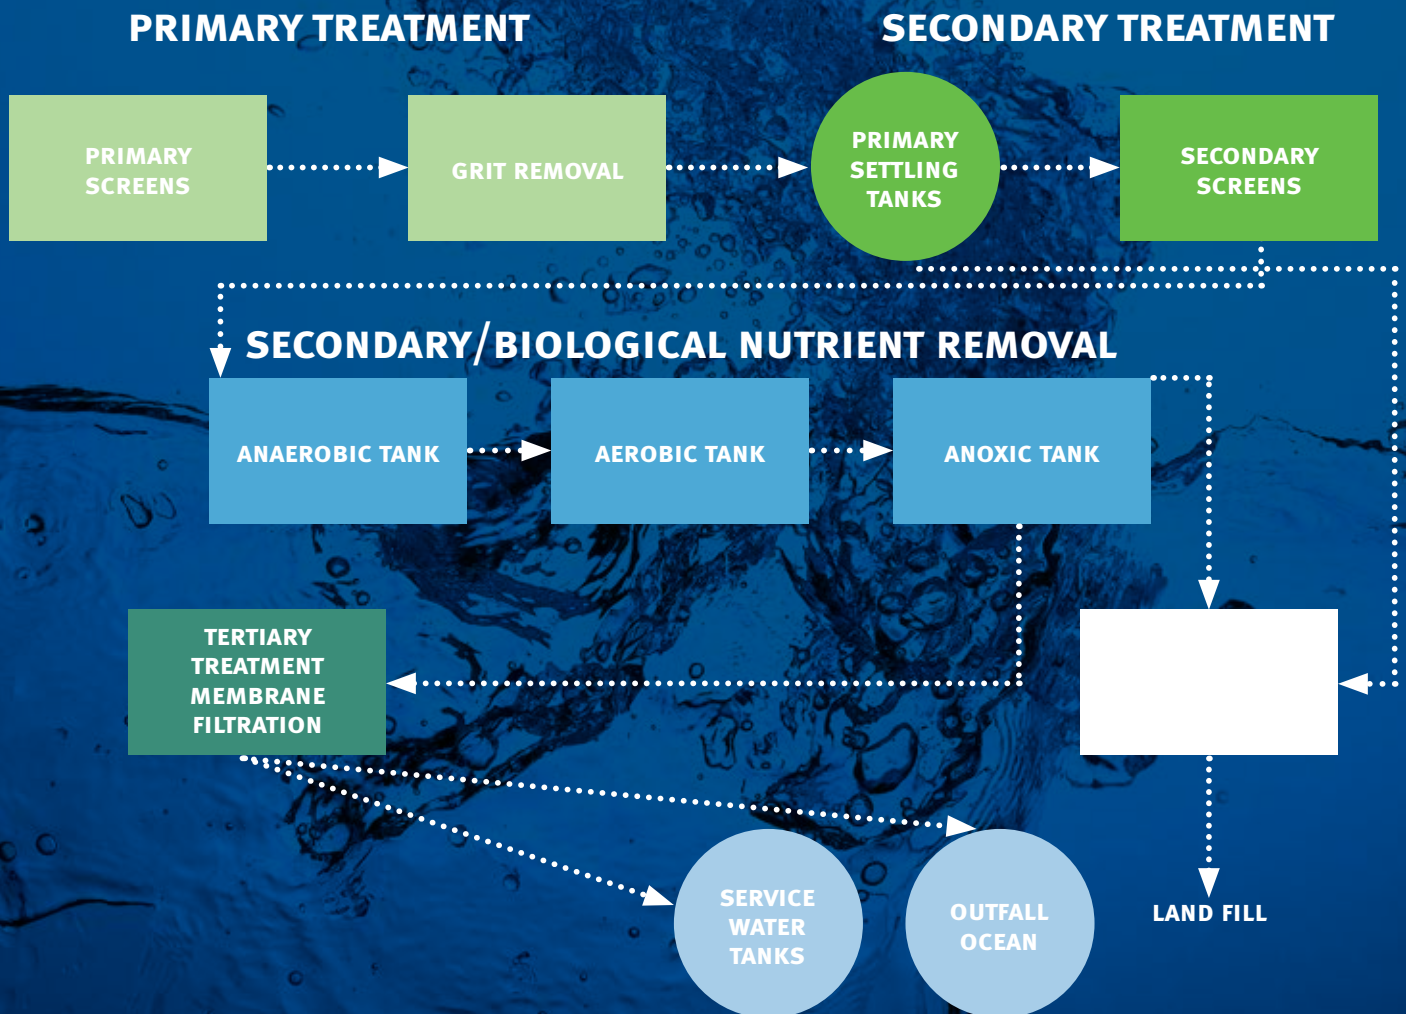 PRIMARY TREATMENT
SECONDARY TREATMENT
PRIMARY
SCREENS
GRIT REMOVAL
PRIMARY
SETTLING
TANKS
SECONDARY
SCREENS
SECONDARY/BIOLOGICAL NUTRIENT REMOVAL
ANAEROBIC TANK
AEROBIC TANK
ANOXIC TANK
TERTIARY
TREATMENT
MEMBRANE
FILTRATION
SERVICE
WATER
TANKS
OUTFALL
OCEAN
LAND FILL